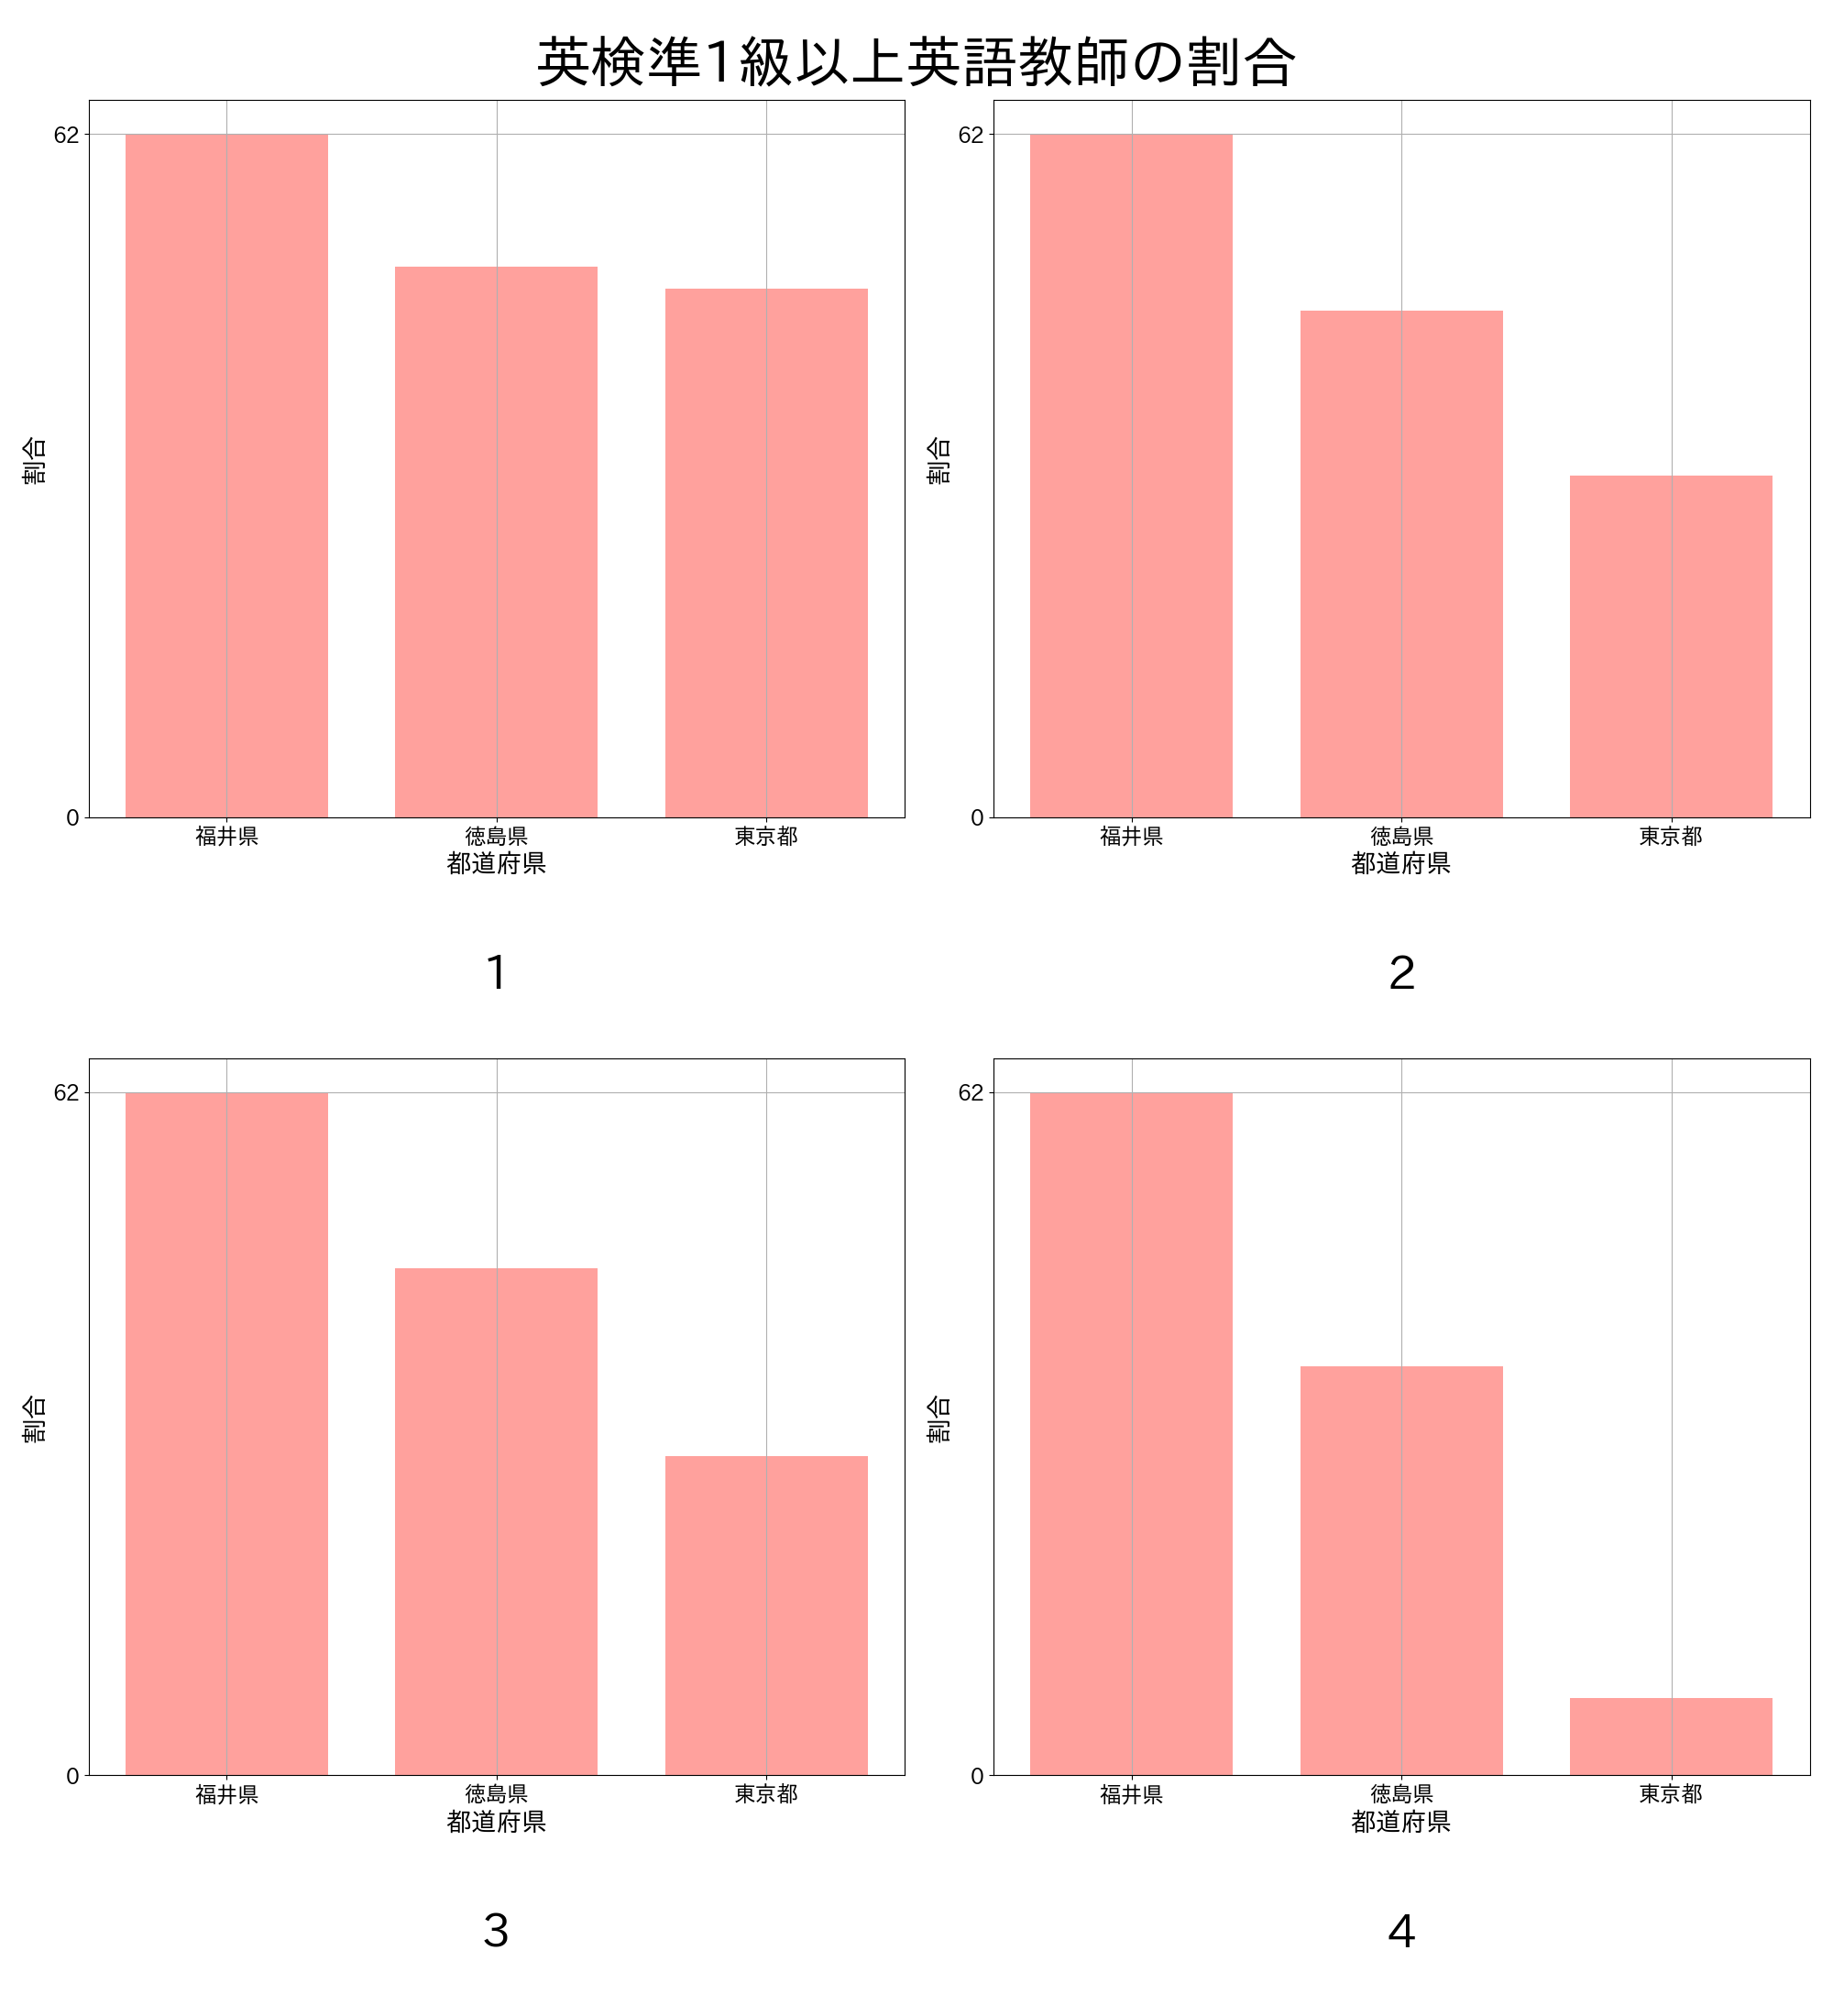 英検準1級以上英語教師の割合
62
0
割合
福井県 徳島県 東京都
都道府県
1
62
0
割合
福井県 徳島県 東京都
都道府県
2
62
0
割合
福井県 徳島県 東京都
都道府県
3
62
0
割合
福井県 徳島県 東京都
都道府県
4